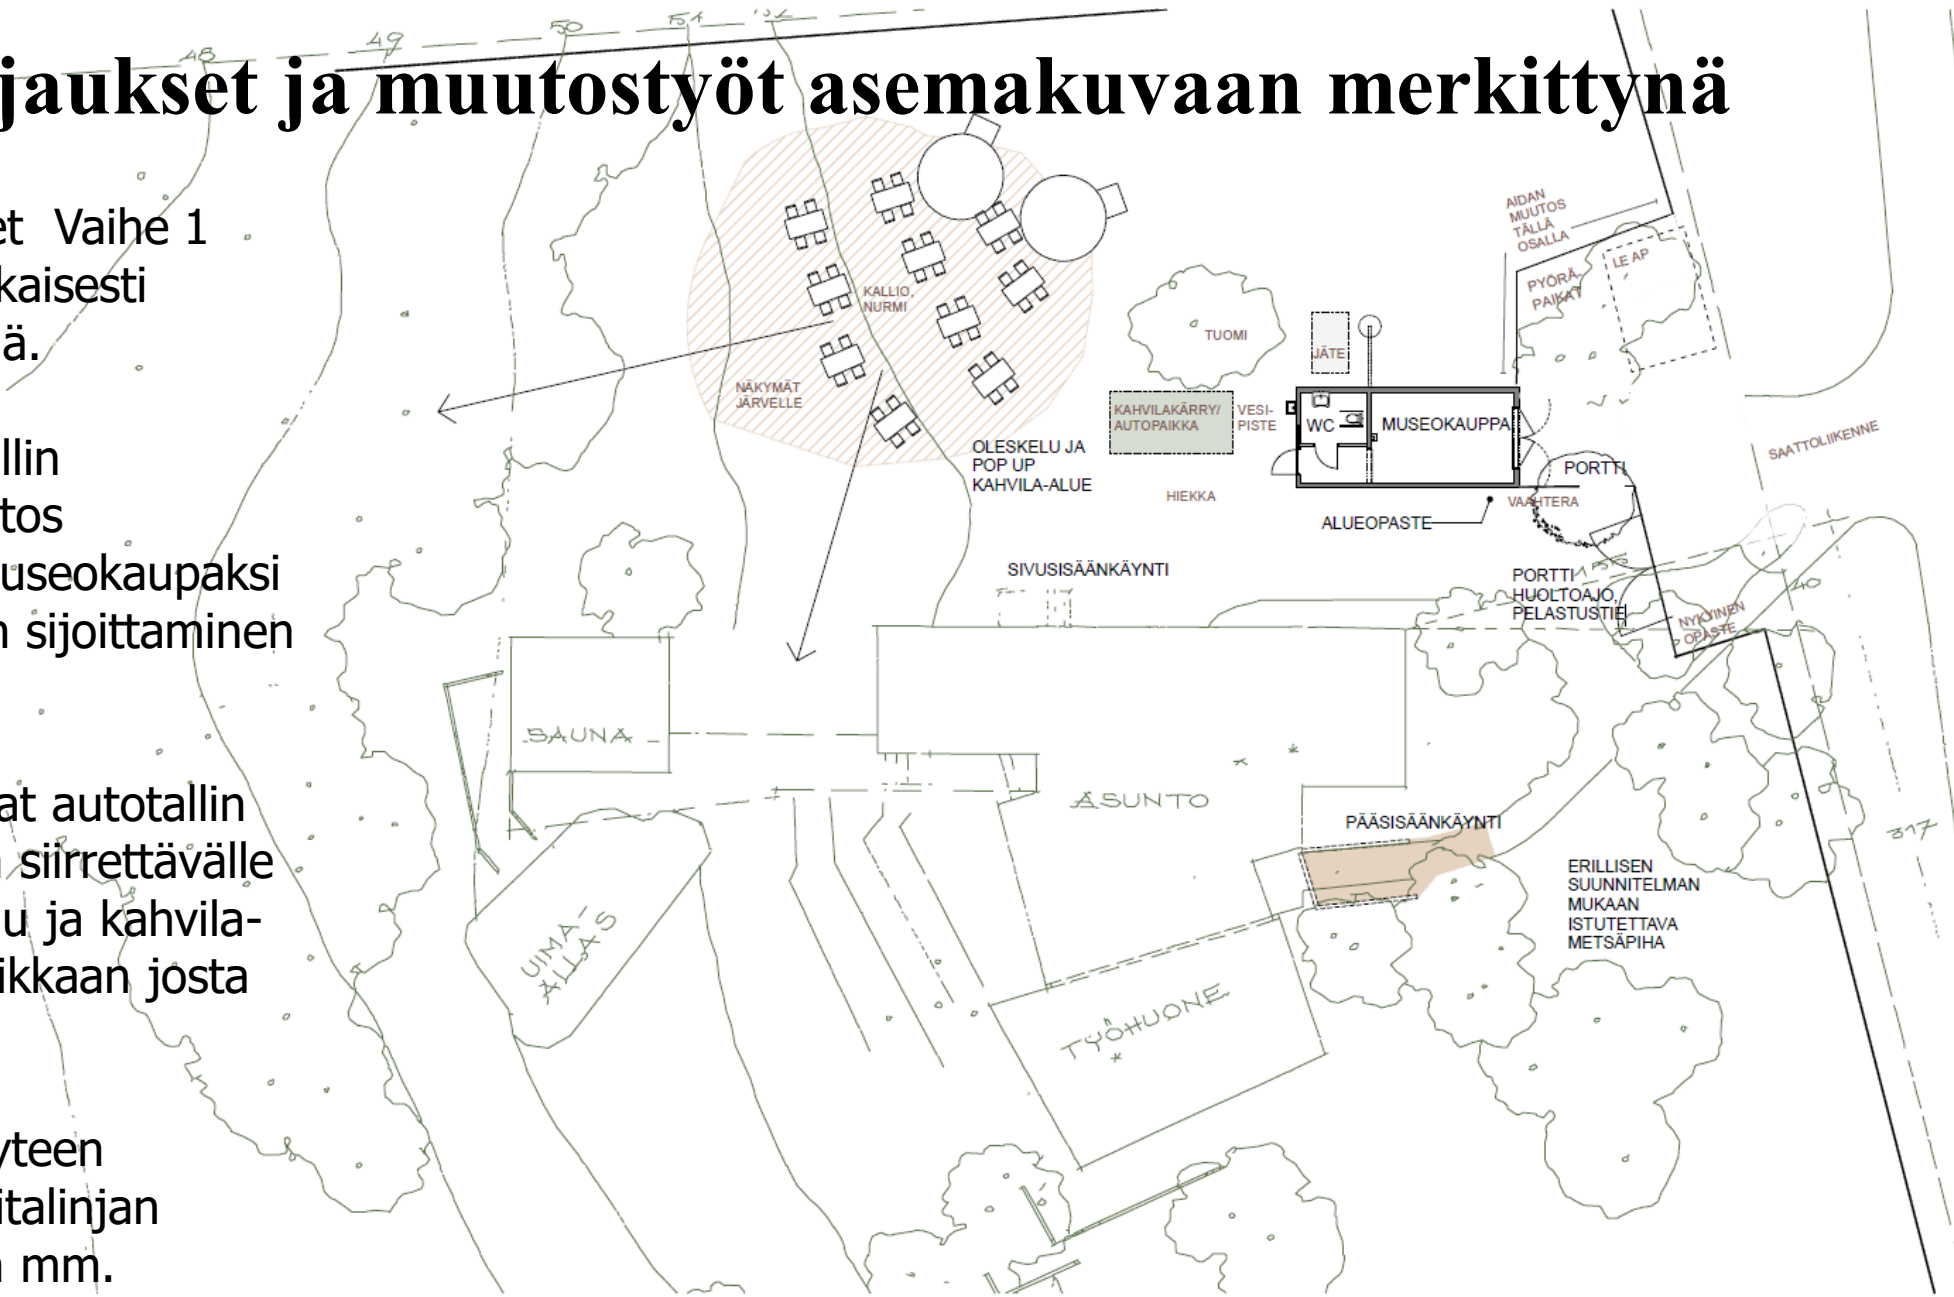 48 49 50 51 152
jaukset ja muutostyöt asemakuvaan merkittynä
et Vaihe 1
kaisesti
ä.
llin
tos
useokaupaksi
n sijoittaminen
at autotallin
n siirrettävälle
u ja kahvila-
ikkaan josta
yteen
italinjan
n mm.
AIDAN
MUUTOS
TÄLLÄ
OSALLA
PYÖRÄ-
PAIKAT
LE AP
KALLIO,
NURMI
TUOMI
JÄTE
NÄKYMÄT
JÄRVELLE
KAHVILAKÄRRY/
AUTOPAIKKA
VESI-
PISTE
WC
MUSEOKAUPPA
SAATTOLIIKENNE
OLESKELU JA
POP UP
KAHVILA-ALUE
PORTTI
HIEKKA
VAAHTERA
ALUEOPASTE
SIVUSISÄÄNKÄYNTI
PORTTI
HUOLTOAJO,
PELASTUSTIE
40
NYKYINEN
OPASTE
SAUNA
ASUNTO
PÄÄSISÄÄNKÄYNTI
317
ERILLISEN
SUUNNITELMAN
MUKAAN
ISTUTETTAVA
METSÄPIHA
UIMA-
ALLAS
TYÖHUONE